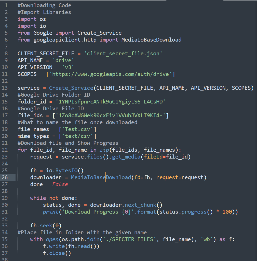 #Downloading Code
#Import Libraries
import os
import io
from Google import Create_Service
from googleapiclient.http import MediaIoBaseDownload
CLIENT_SECRET_FILE = 'client_secret_file.json'
API_NAME = 'drive'
API_VERSION = 'v3'
SCOPES = ['https://www.googleapis.com/auth/drive']
service = Create_Service(CLIENT_SECRET_FILE, API_NAME, API_VERSION, SCOPES)
#Google Drive Folder ID
folder_id =
#Google Drive File ID
file_ids =
#What to name the file once downloaded
file_names = ['Test.csv']
mime_types = ['Test.csv']
#Download file and Show Progress
for file_id, file_name in zip(file_ids, file_names):
request = service.files().get_media(fileId=file_id)
fh = io.BytesIO()
downloader = MediaIoBaseDownload(fd=fh, request=request)
done = False
while not done:
status, done = downloader.next_chunk()
print('Download Progress {0}'.format(status.progress() * 100))
fh.seek(0)
#Place file in Folder with the given name
with open(os.path.join('./SPECTER FILES', file_name), 'wb') as f:
f.write(fh.read())
f.close()